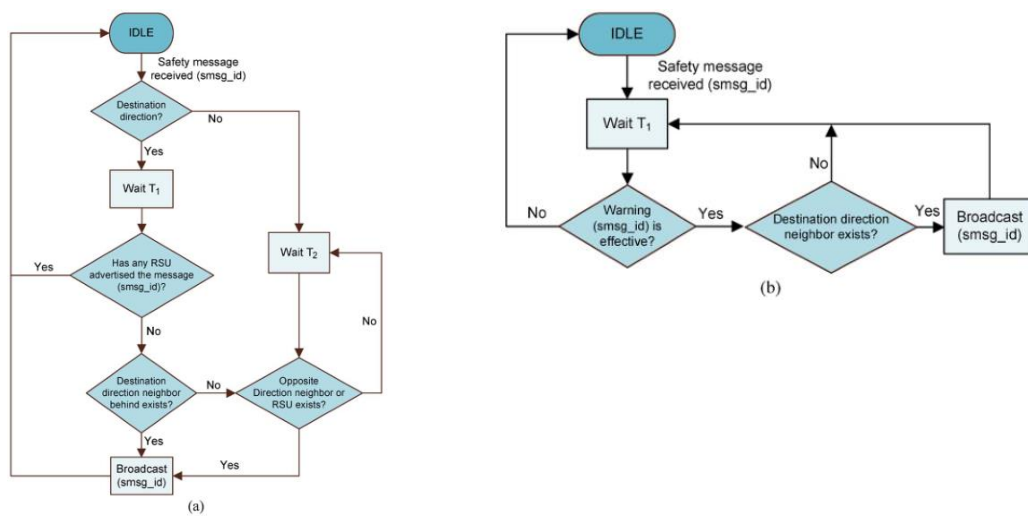 IDLE
Safety message
received (smsg_id)
Destination
direction?
No
Yes
Wait T1
Wait T2
Has any RSU
advertised the message
(smsg_id)?
Yes
No
No
Destination
direction neighbor
behind exists?
No
Opposite
Direction neighbor or
RSU exists?
Yes
Yes
Broadcast
(smsg_id)
(a)
IDLE
Safety message
received (smsg_id)
Wait T1
No
Warning
(smsg_id) is
effective?
No
Yes
Destination direction
neighbor exists?
Yes
Broadcast
(smsg_id)
(b)